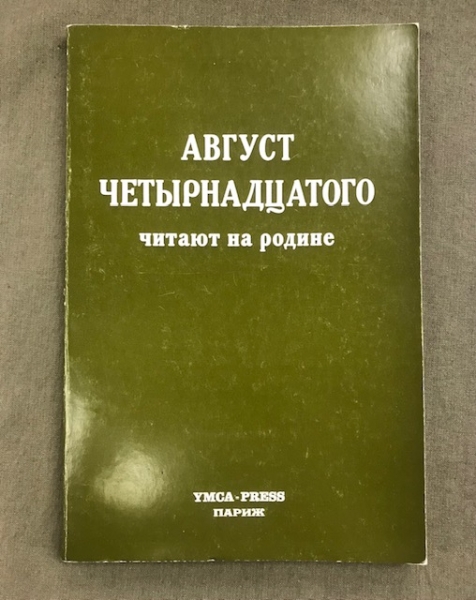 АВГУСТ
ЧЕТЫРНАДЦАТОГО
читают на родине
YMCA-PRESS
ПАРИЖ